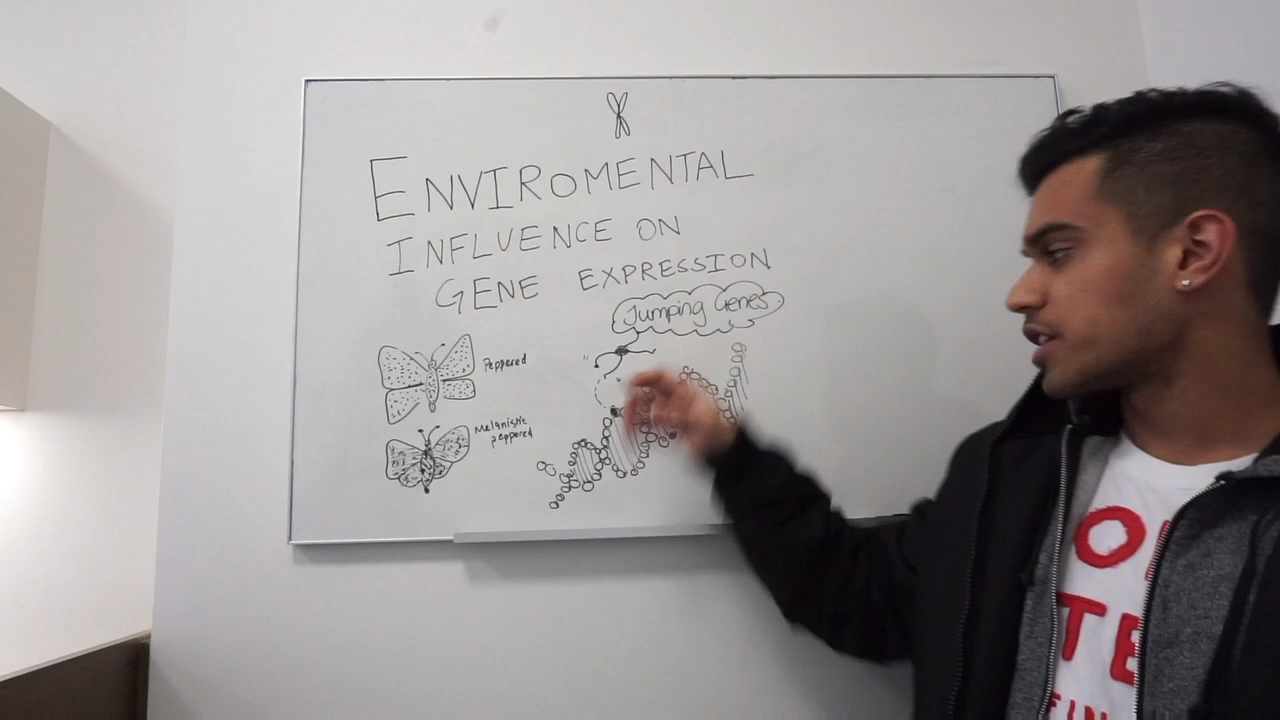 ENVIROMENTAL
INFLUENCE ON
GENE EXPRESSION
Jumping Genes
Peppered
Melanistic
peppered